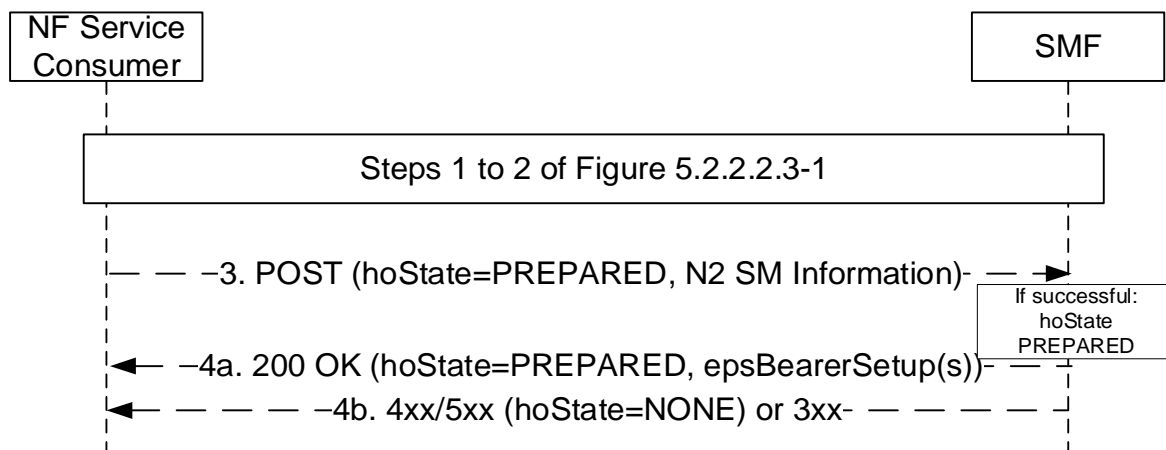 NF Service
Consumer
SMF
Steps 1 to 2 of Figure 5.2.2.2.3-1
3. POST (hoState=PREPARED, N2 SM Information)
If successful:
hoState
PREPARED
4a. 200 OK (hoState=PREPARED, epsBearerSetup(s))
4b. 4xx/5xx (hoState=NONE) or 3xx